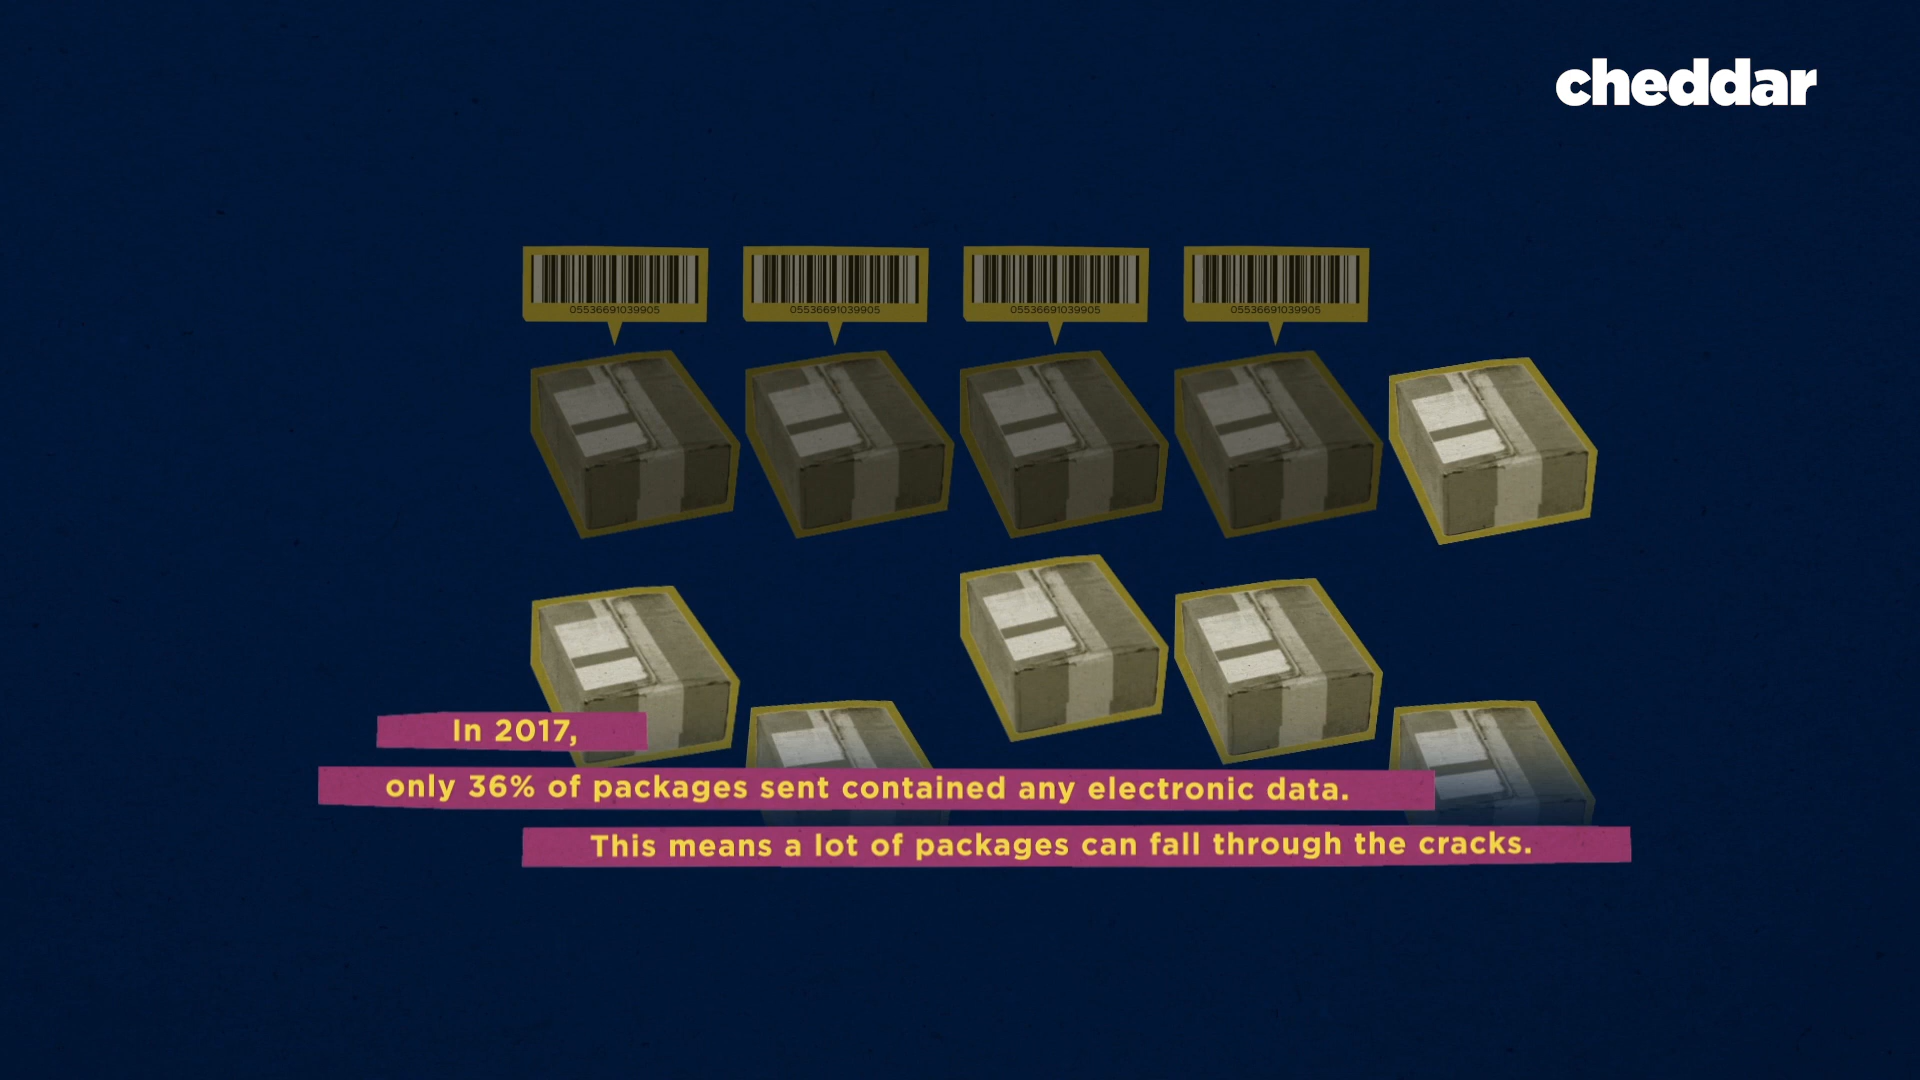 cheddar
05536691039905
05536691039905
05536691039905
05536691039905
In 2017,
only 36% of packages sent contained any electronic data.
This means a lot of packages can fall through the cracks.